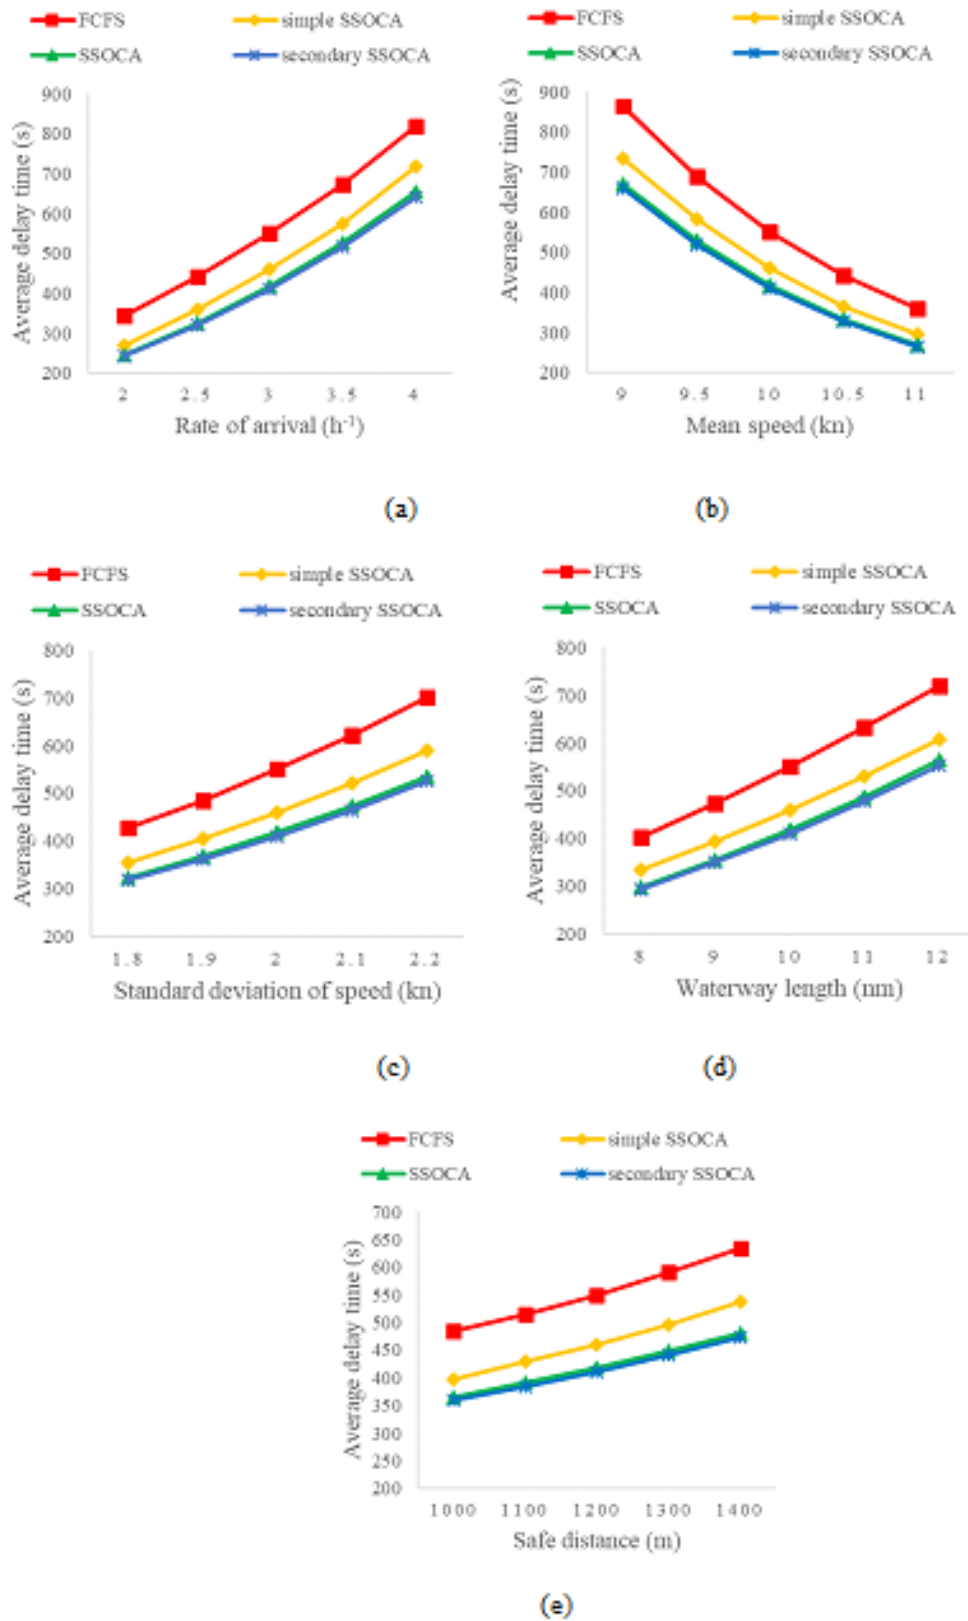 FCFS simple SSOCA
SSOCA secondary SSOCA
Average delay time (s)
900
800
700
600
500
400
300
200
2 2.5 3 3.5 4
Rate of arrival (h⁻¹)
(a)
FCFS simple SSOCA
SSOCA secondary SSOCA
Average delay time (s)
900
800
700
600
500
400
300
200
9 9.5 10 10.5 11
Mean speed (kn)
(b)
FCFS simple SSOCA
SSOCA secondary SSOCA
Average delay time (s)
800
700
600
500
400
300
200
1.8 1.9 2 2.1 2.2
Standard deviation of speed (kn)
(c)
FCFS simple SSOCA
SSOCA secondary SSOCA
Average delay time (s)
800
700
600
500
400
300
200
8 9 10 11 12
Waterway length (nm)
(d)
FCFS simple SSOCA
SSOCA secondary SSOCA
Average delay time (s)
700
650
600
550
500
450
400
350
300
250
200
1000 1100 1200 1300 1400
Safe distance (m)
(e)